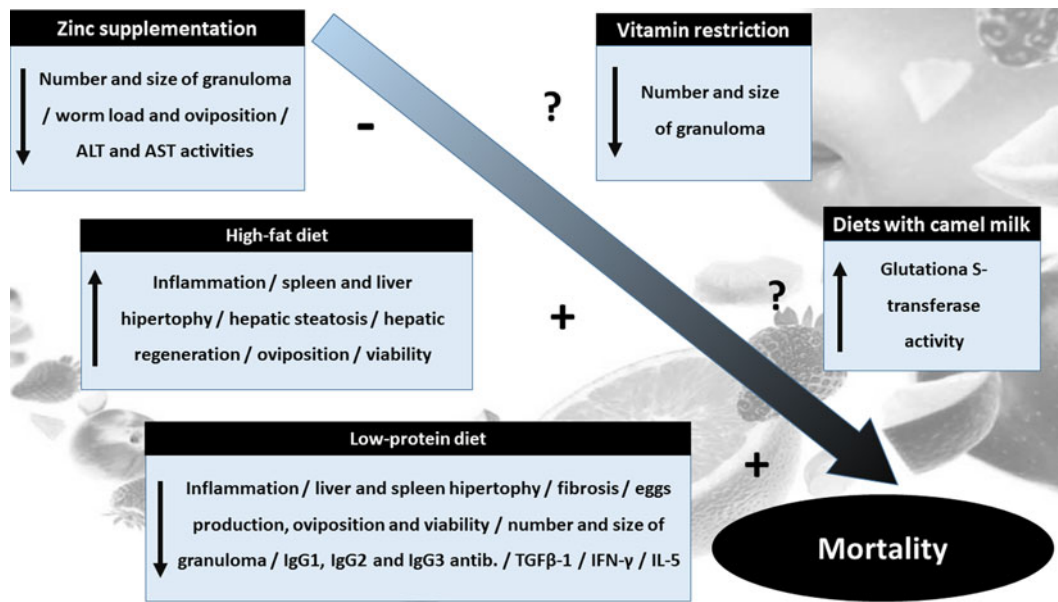 Zinc supplementation
Number and size of granuloma
/ worm load and oviposition /
ALT and AST activities
-
?
Vitamin restriction
Number and size
of granuloma
High-fat diet
Inflammation / spleen and liver
hipertophy / hepatic steatosis / hepatic
regeneration / oviposition / viability
+
?
Diets with camel milk
Glutationa S-
transferase
activity
Low-protein diet
Inflammation / liver and spleen hipertophy / fibrosis / eggs
production, oviposition and viability / number and size of
granuloma / IgG1, IgG2 and IgG3 antib. / TGFβ-1 / IFN-γ / IL-5
+
Mortality